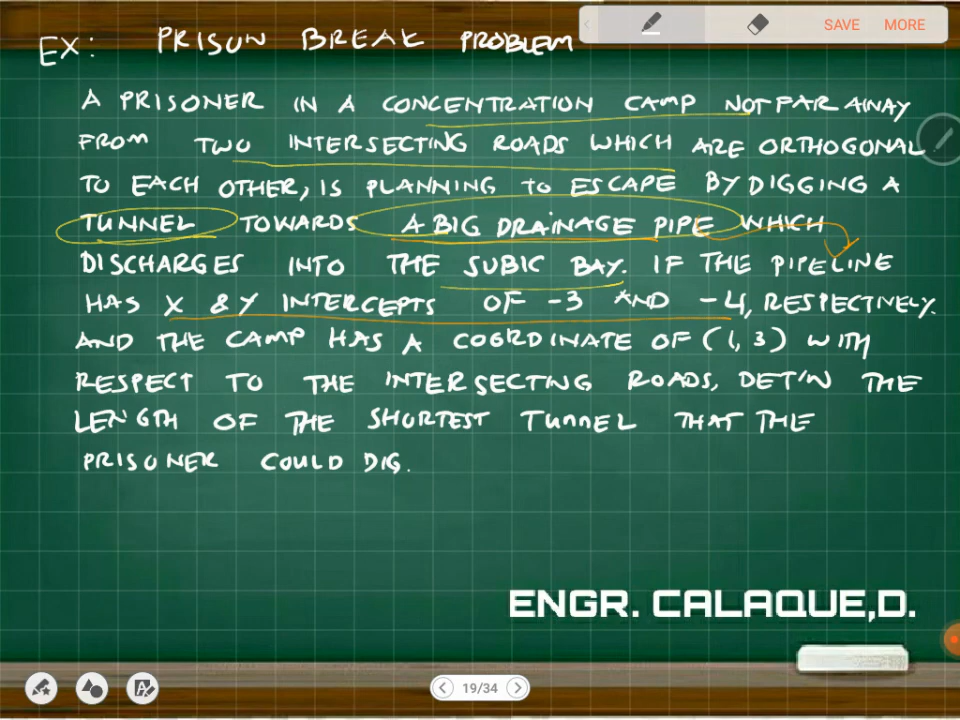 SAVE MORE
EX: PRISON BREAK PROBLEM
A PRISONER IN A CONCENTRATION CAMP NOT FAR AWAY
FROM TWO INTERSECTING ROADS WHICH ARE ORTHOGONAL
TO EACH OTHER, IS PLANNING TO ESCAPE BY DIGGING A
TUNNEL TOWARDS A BIG DRAINAGE PIPE WHICH
DISCHARGES INTO THE SUBIC BAY. IF THE PIPELINE
HAS X & Y INTERCEPTS OF -3 AND -4, RESPECTIVELY.
AND THE CAMP HAS A COORDINATE OF (1, 3) WITH
RESPECT TO THE INTERSECTING ROADS, DET'N THE
LENGTH OF THE SHORTEST TUNNEL THAT THE
PRISONER COULD DIG.
ENGR. CALAQUE,D.
19/34